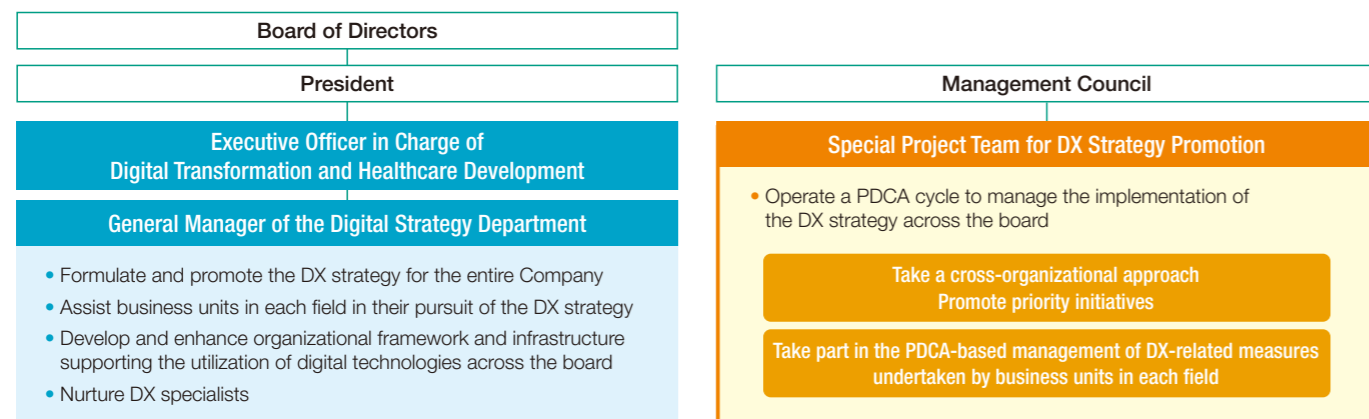 Board of Directors
President
Executive Officer in Charge of
Digital Transformation and Healthcare Development
General Manager of the Digital Strategy Department
• Formulate and promote the DX strategy for the entire Company
• Assist business units in each field in their pursuit of the DX strategy
• Develop and enhance organizational framework and infrastructure
supporting the utilization of digital technologies across the board
• Nurture DX specialists
Management Council
Special Project Team for DX Strategy Promotion
• Operate a PDCA cycle to manage the implementation of
the DX strategy across the board
Take a cross-organizational approach
Promote priority initiatives
Take part in the PDCA-based management of DX-related measures
undertaken by business units in each field